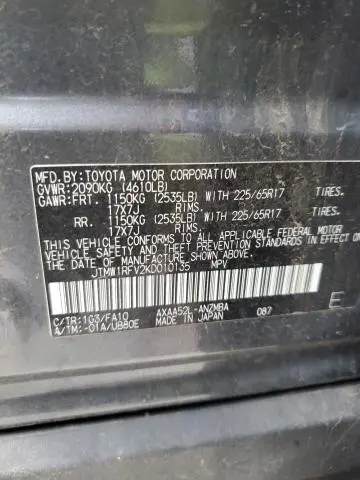 MFD.BY:TOYOTA MOTOR CORPORATION
GVWR:2090KG (4610LB)
GAWR:FRT. 1150KG (2535LB) WITH 225/65R17 TIRES.
17X7J RIMS
RR. 1150KG (2535LB) WITH 225/65R17 TIRES.
17X7J RIMS
THIS VEHICLE CONFORMS TO ALL APPLICABLE FEDERAL MOTOR
VEHICLE SAFETY AND BUMPER STANDARDS IN EFFECT ON THE DATE
OF MANUFACTURE SHOWN ABOVE.
JTMW1RFV2KD010135 MPV
C/TR:1G3/FA10 AXAA52L-ANZMBA 087 E
A/TM:-01A/UB80E MADE IN JAPAN